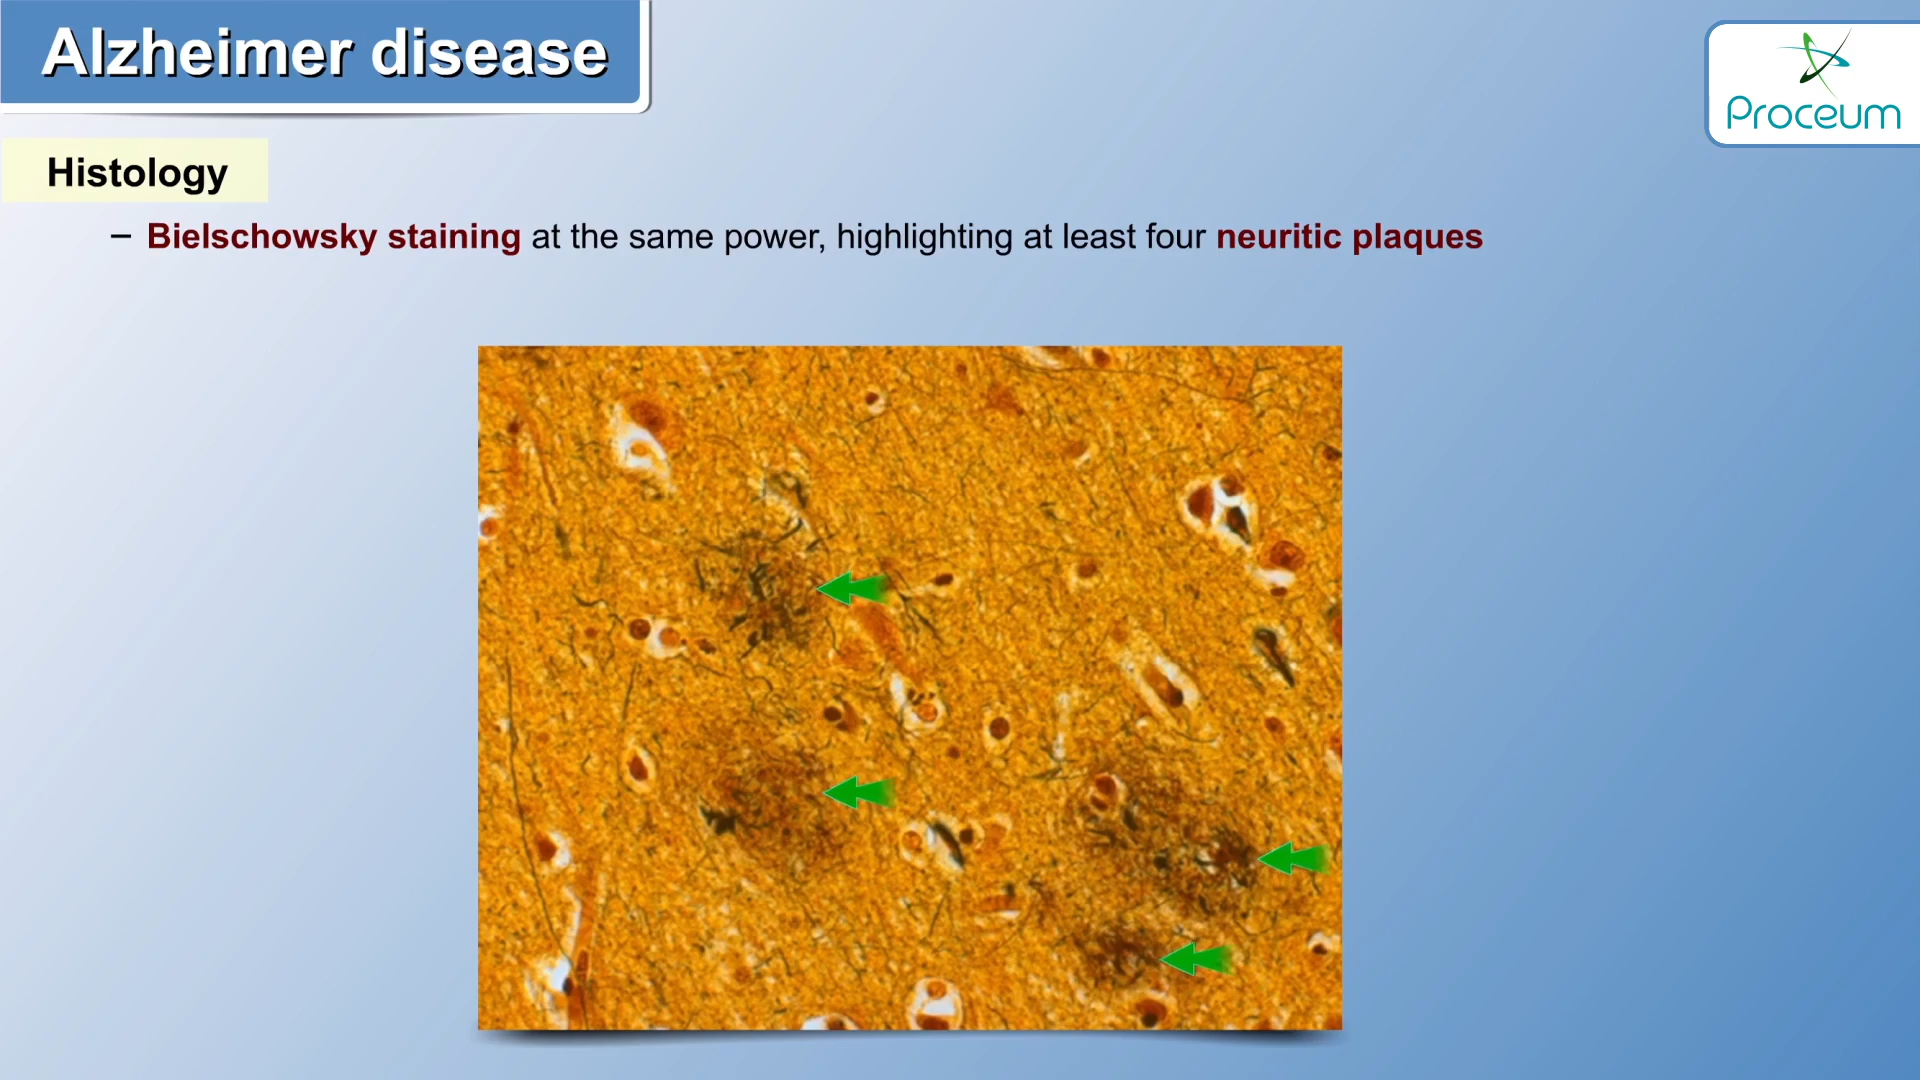 Alzheimer disease
Proceum
Histology
– Bielschowsky staining at the same power, highlighting at least four neuritic plaques